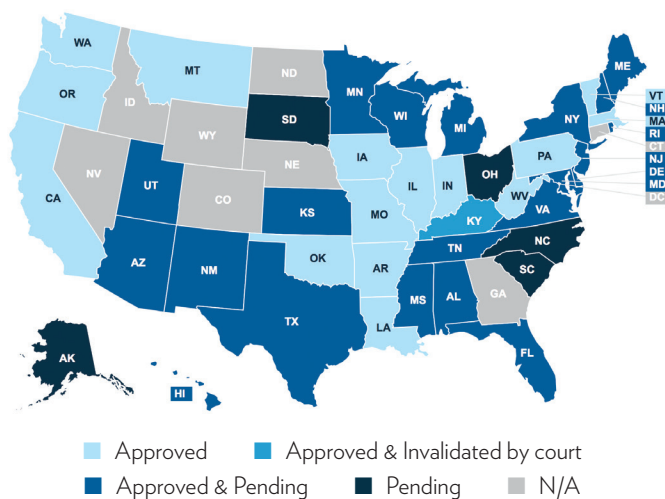 WA
MT
ND
MN
ME
VT
NH
MA
RI
CT
NJ
DE
MD
DC
OR
ID
SD
WI
MI
NY
WY
IA
NE
PA
NV
UT
CO
IL
IN
OH
WV
CA
KS
MO
KY
VA
AZ
NM
OK
AR
TN
NC
SC
TX
MS
AL
GA
LA
FL
AK
HI
Approved
Approved & Invalidated by court
Approved & Pending
Pending
N/A